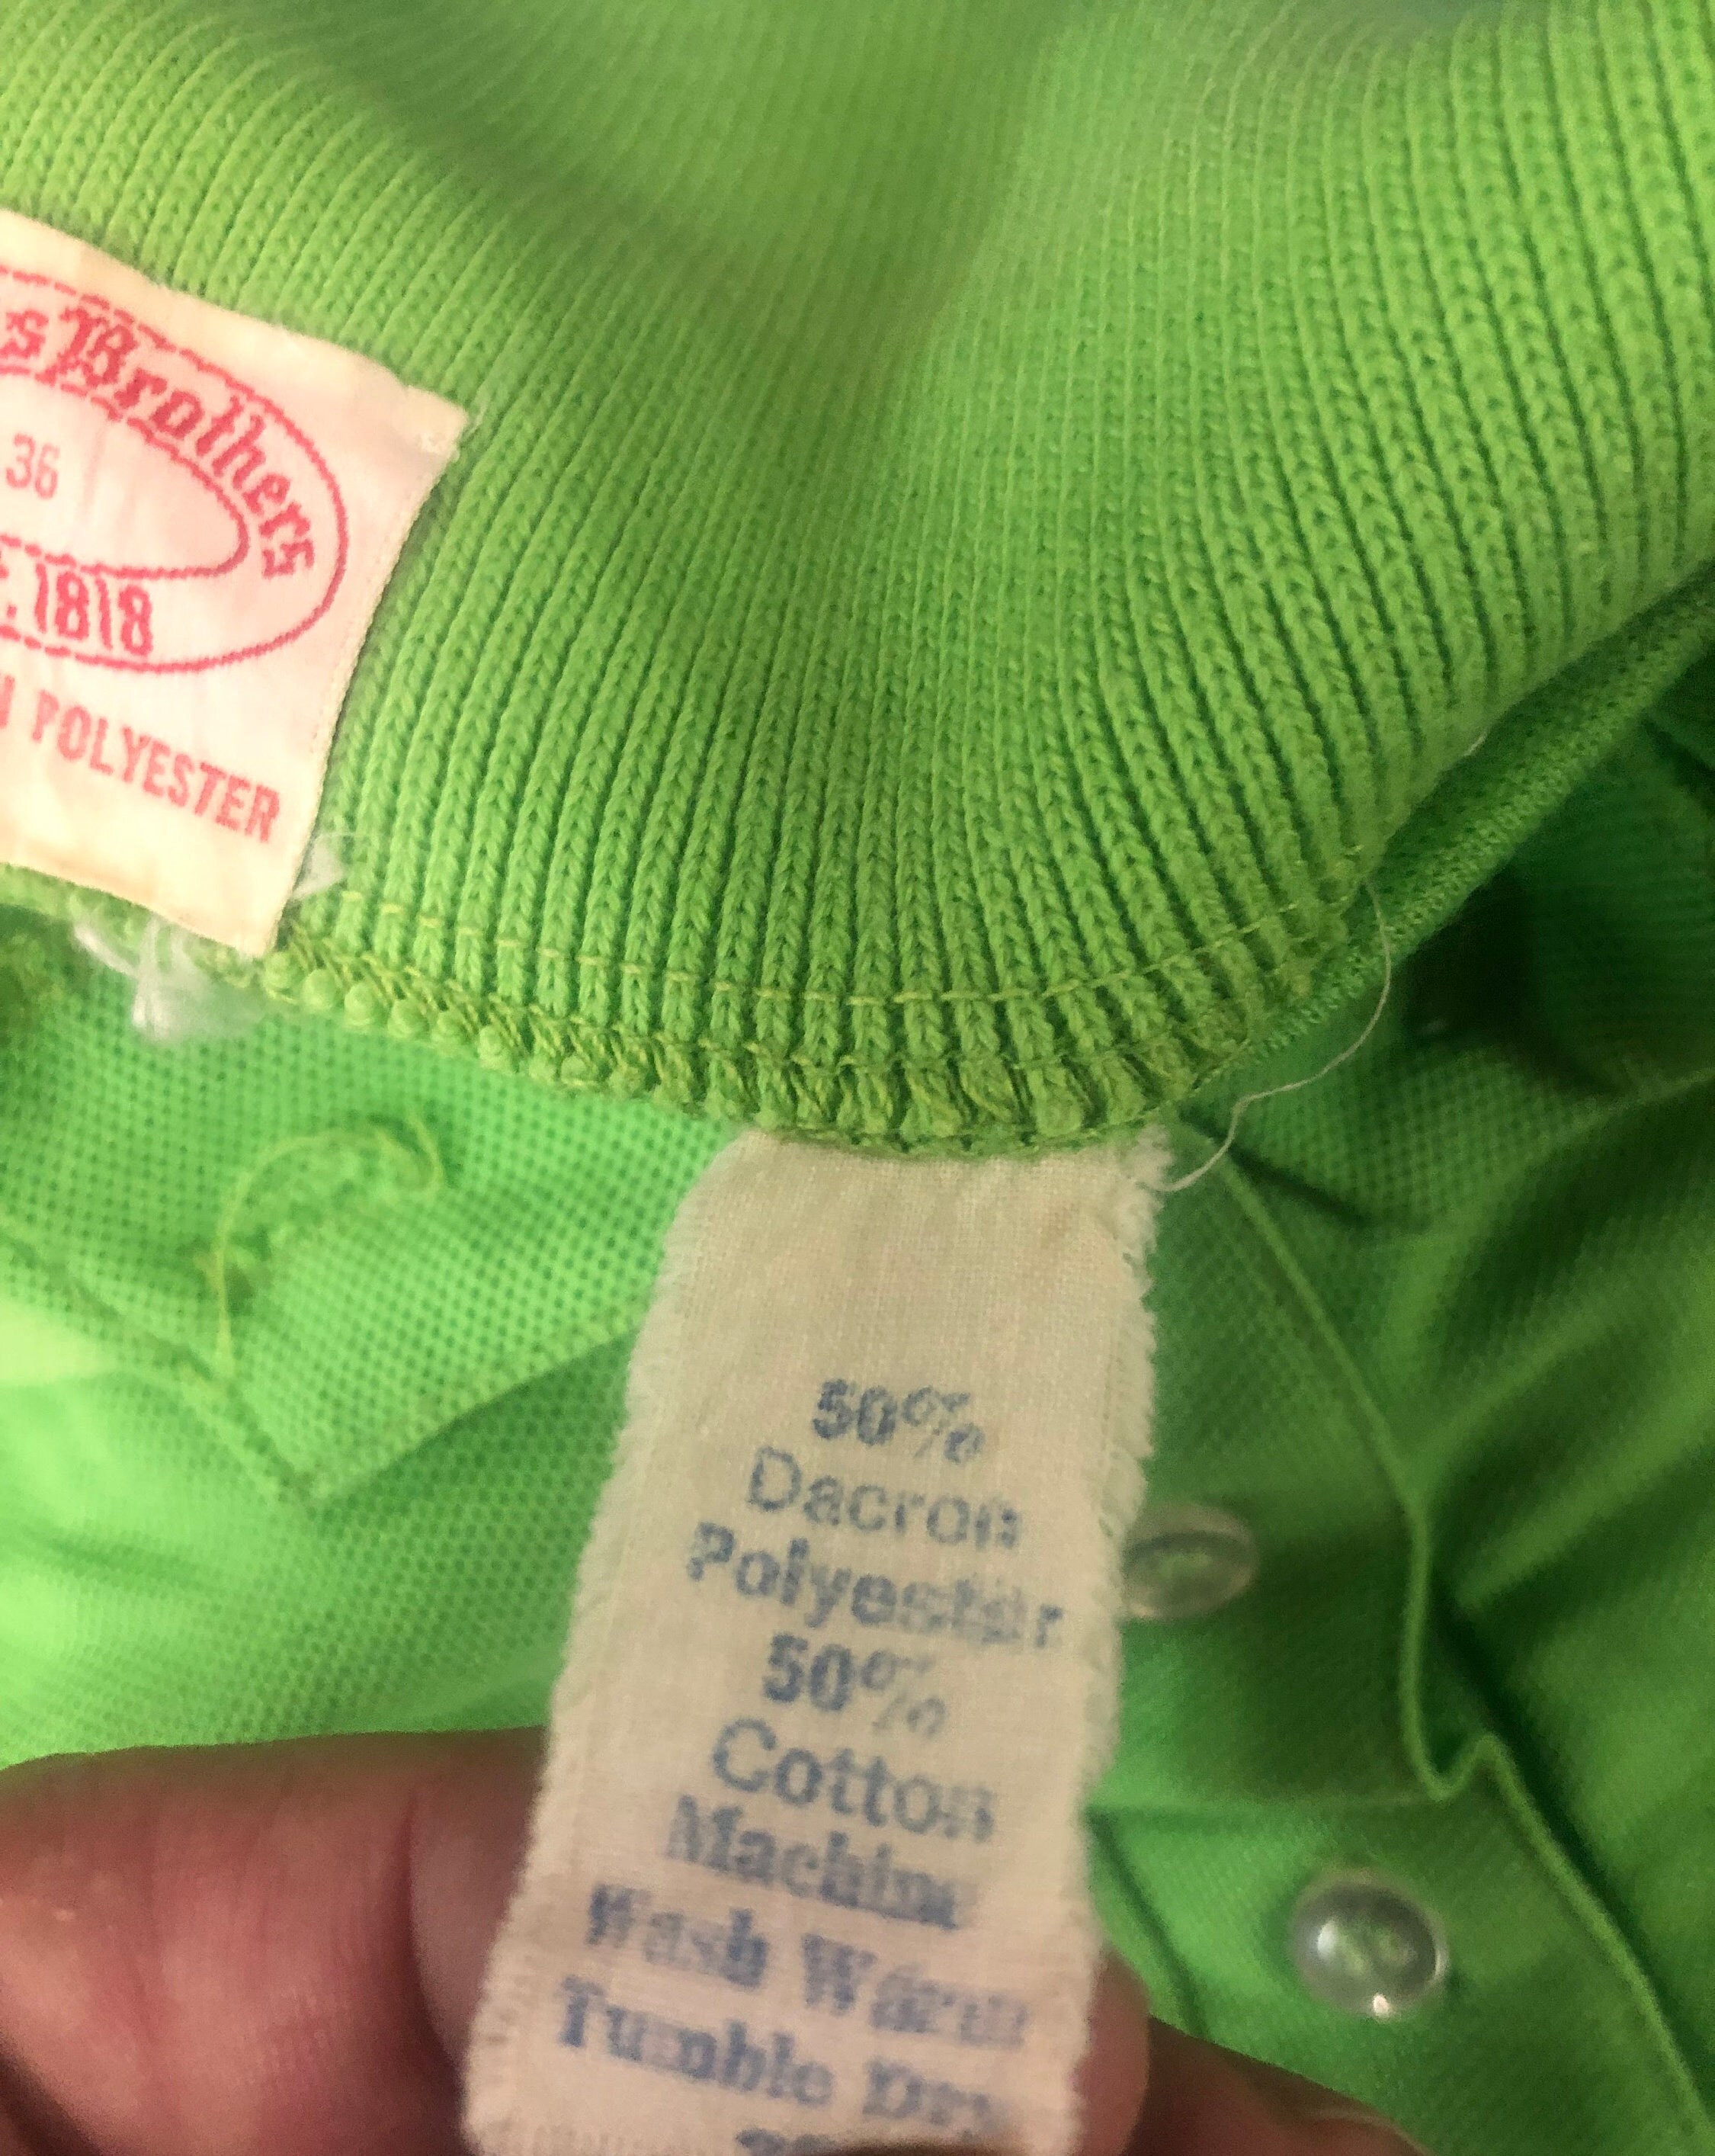 s Brothers
36
. 1818
POLYESTER
50%
Dacron
Polyester
50%
Cotton
Machine
Wash Warm
Tumble Dry